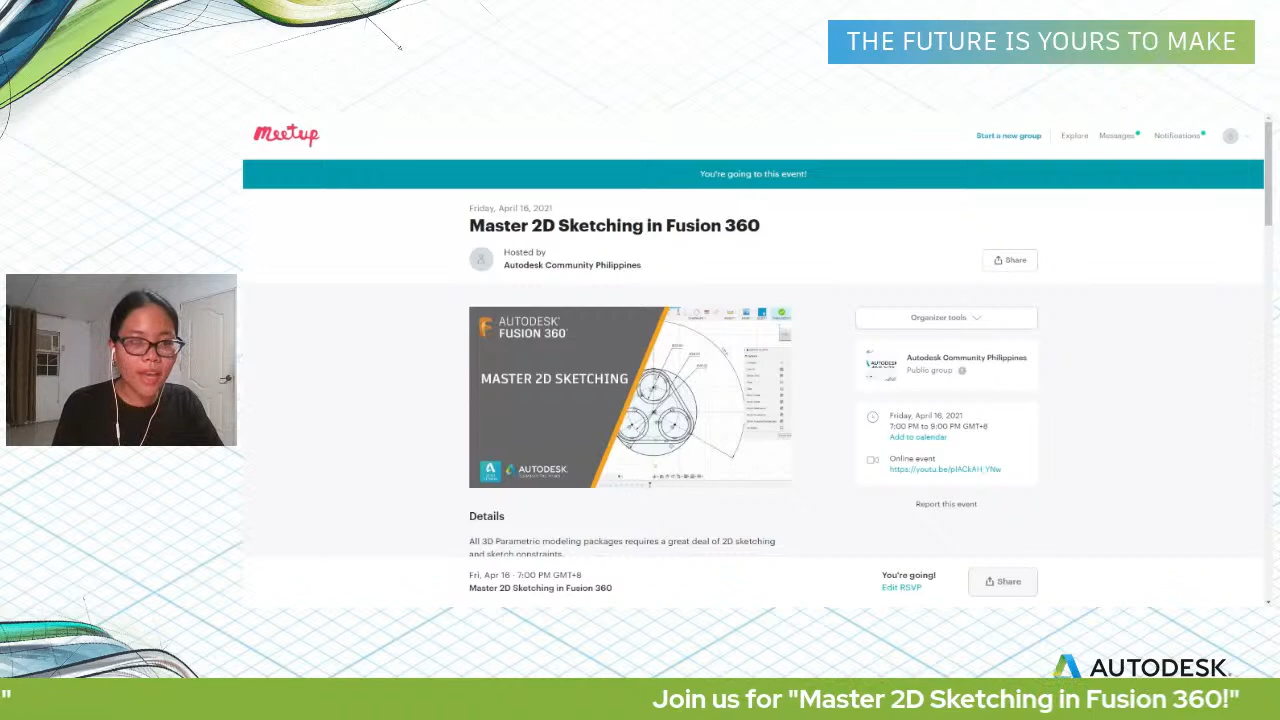 THE FUTURE IS YOURS TO MAKE
Meetup
Start a new group
Explore
Messages
Notifications
You're going to this event!
Friday, April 16, 2021
Master 2D Sketching in Fusion 360
Hosted by
Autodesk Community Philippines
Share
AUTODESK
FUSION 360
MASTER 2D SKETCHING
AUTODESK
Organizer tools
Autodesk Community Philippines
Public group
Friday, April 16, 2021
7:00 PM to 9:00 PM GMT+8
Add to calendar
Online event
Report this event
Details
All 3D Parametric modeling packages requires a great deal of 2D sketching
and sketch constraints.
Fri, Apr 16 · 7:00 PM GMT+8
Master 2D Sketching in Fusion 360
You're going!
Edit RSVP
Share
AUTODESK
" Join us for "Master 2D Sketching in Fusion 360!"